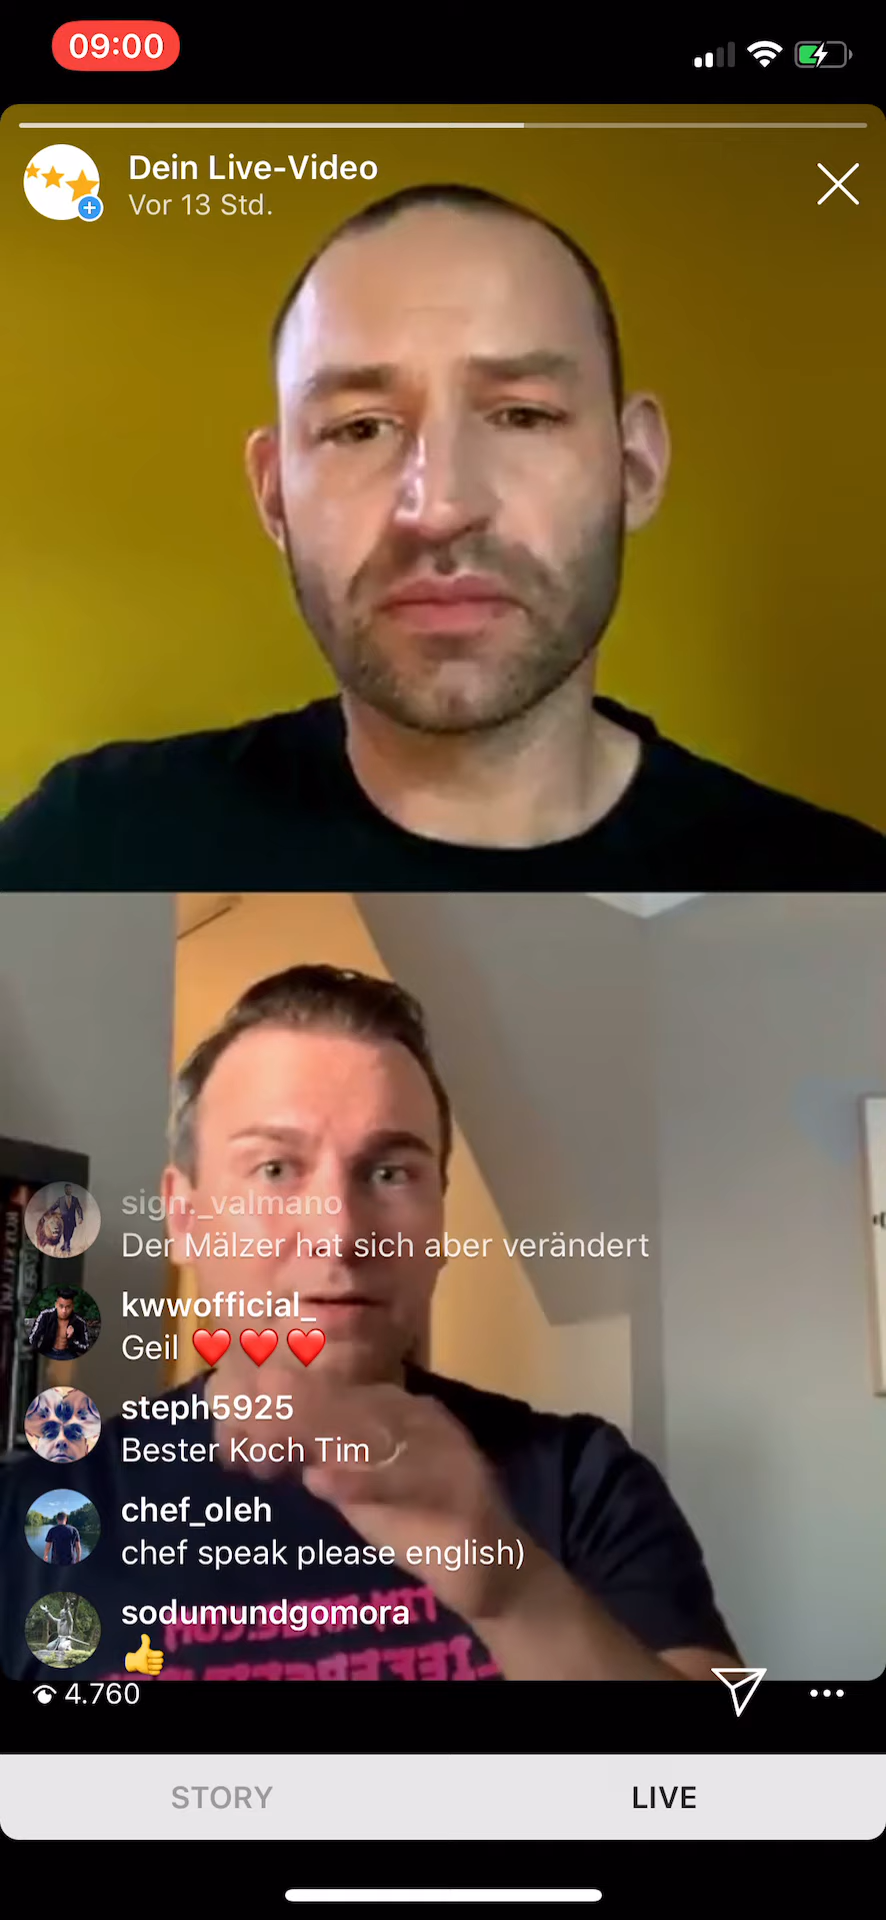 09:00
Dein Live-Video
Vor 13 Std.
sign._valmano
Der Mälzer hat sich aber verändert
kwwofficial_
Geil ❤️❤️❤️
steph5925
Bester Koch Tim
chef_oleh
chef speak please english)
sodumundgomora
👍
4.760
STORY
LIVE